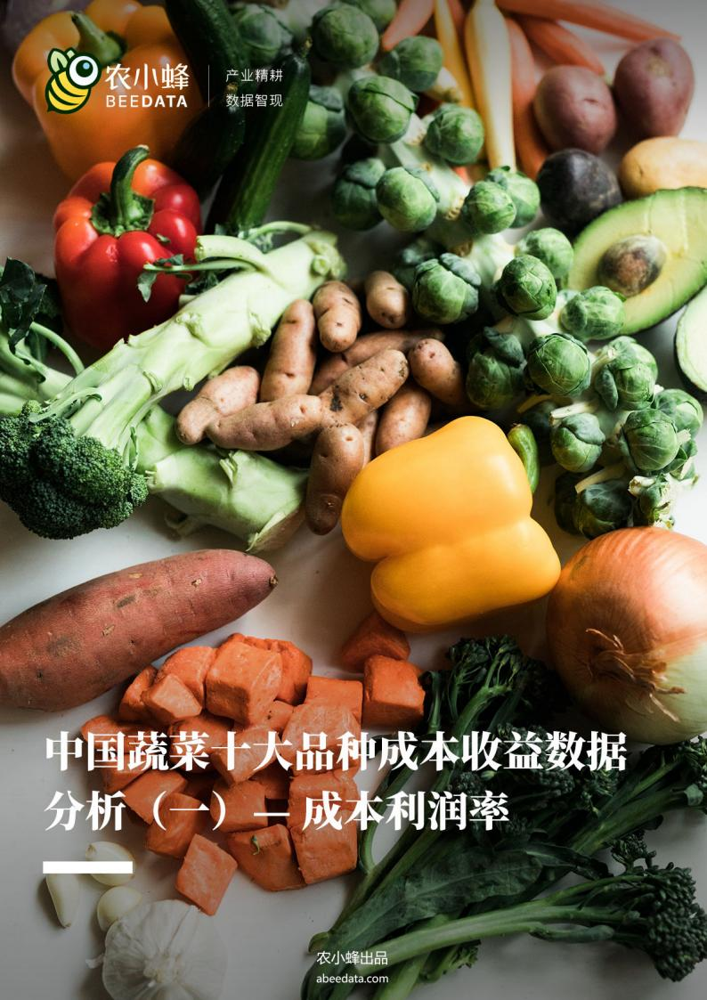 农小蜂
BEEDATA
产业精耕
数据智现
中国蔬菜十大品种成本收益数据
分析（一）— 成本利润率
农小蜂出品
abeedata.com